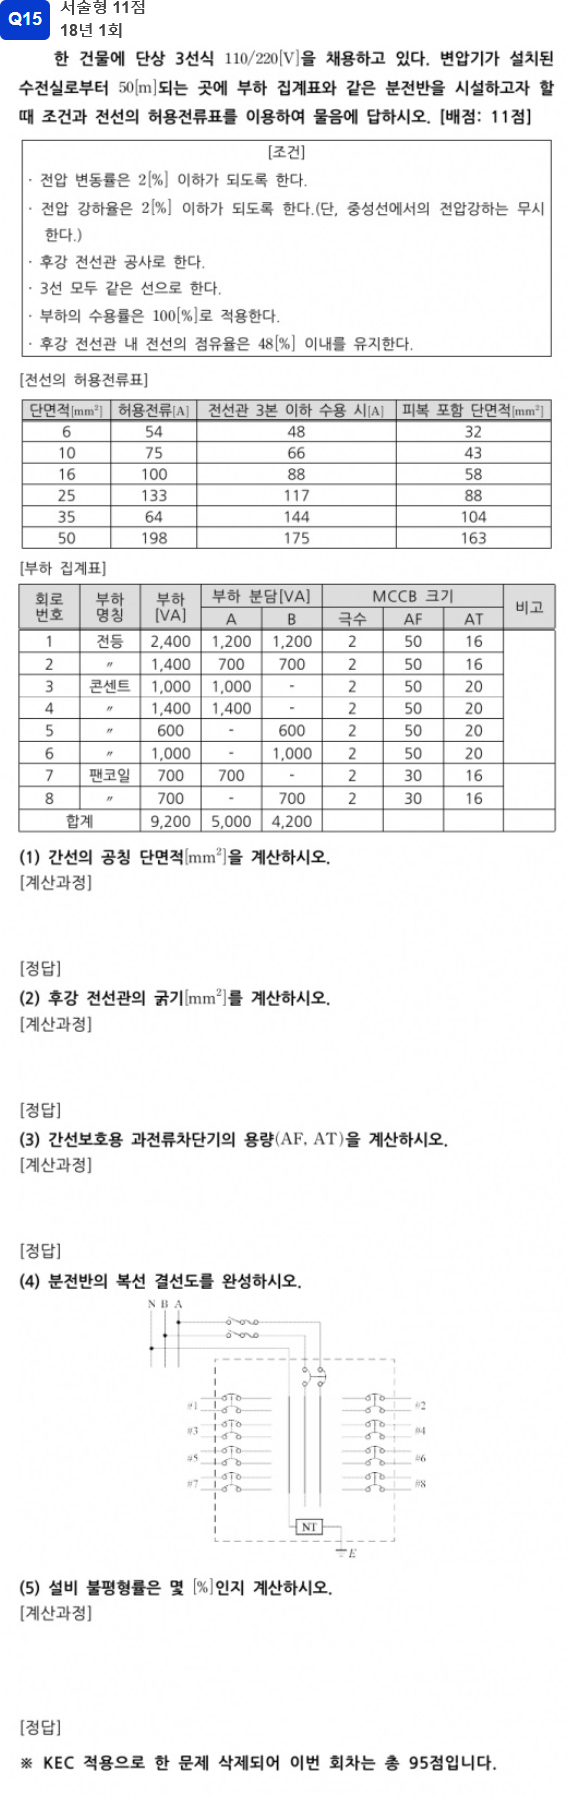 Q15
서술형 11점
18년 1회
한 건물에 단상 3선식 110/220[V]을 채용하고 있다. 변압기가 설치된
수전실로부터 50[m]되는 곳에 부하 집계표와 같은 분전반을 시설하고자 할
때 조건과 전선의 허용전류표를 이용하여 물음에 답하시오. [배점: 11점]
[조건]
· 전압 변동률은 2[%] 이하가 되도록 한다.
· 전압 강하율은 2[%] 이하가 되도록 한다.(단, 중성선에서의 전압강하는 무시
한다.)
· 후강 전선관 공사로 한다.
· 3선 모두 같은 선으로 한다.
· 부하의 수용률은 100[%]로 적용한다.
· 후강 전선관 내 전선의 점유율은 48[%] 이내를 유지한다.
[전선의 허용전류표]
단면적[mm²] 허용전류[A] 전선관 3본 이하 수용 시[A] 피복 포함 단면적[mm²]
6 54 48 32
10 75 66 43
16 100 88 58
25 133 117 88
35 64 144 104
50 198 175 163
[부하 집계표]
회로 번호 부하 명칭 부하 [VA] 부하 분담[VA] MCCB 크기 비고
A B 극수 AF AT
1 전등 2,400 1,200 1,200 2 50 16
2 〃 1,400 700 700 2 50 16
3 콘센트 1,000 1,000 - 2 50 20
4 〃 1,400 1,400 - 2 50 20
5 〃 600 - 600 2 50 20
6 〃 1,000 - 1,000 2 50 20
7 팬코일 700 700 - 2 30 16
8 〃 700 - 700 2 30 16
합계 9,200 5,000 4,200
(1) 간선의 공칭 단면적[mm²]을 계산하시오.
[계산과정]
[정답]
(2) 후강 전선관의 굵기[mm²]를 계산하시오.
[계산과정]
[정답]
(3) 간선보호용 과전류차단기의 용량(AF, AT)을 계산하시오.
[계산과정]
[정답]
(4) 분전반의 복선 결선도를 완성하시오.
N B A
#1 #2
#3 #4
#5 #6
#7 #8
NT
E
(5) 설비 불평형률은 몇 [%]인지 계산하시오.
[계산과정]
[정답]
※ KEC 적용으로 한 문제 삭제되어 이번 회차는 총 95점입니다.